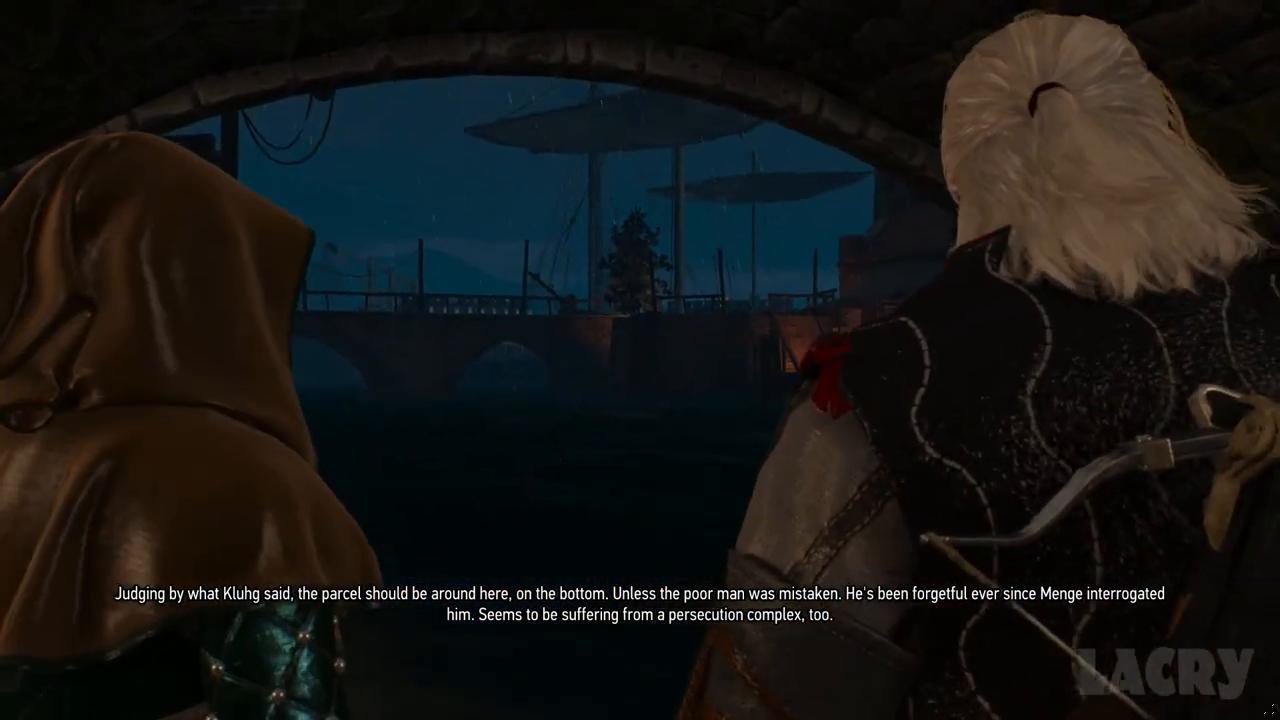 Judging by what Kluhg said, the parcel should be around here, on the bottom. Unless the poor man was mistaken. He's been forgetful ever since Menge interrogated
him. Seems to be suffering from a persecution complex, too.
LACRY